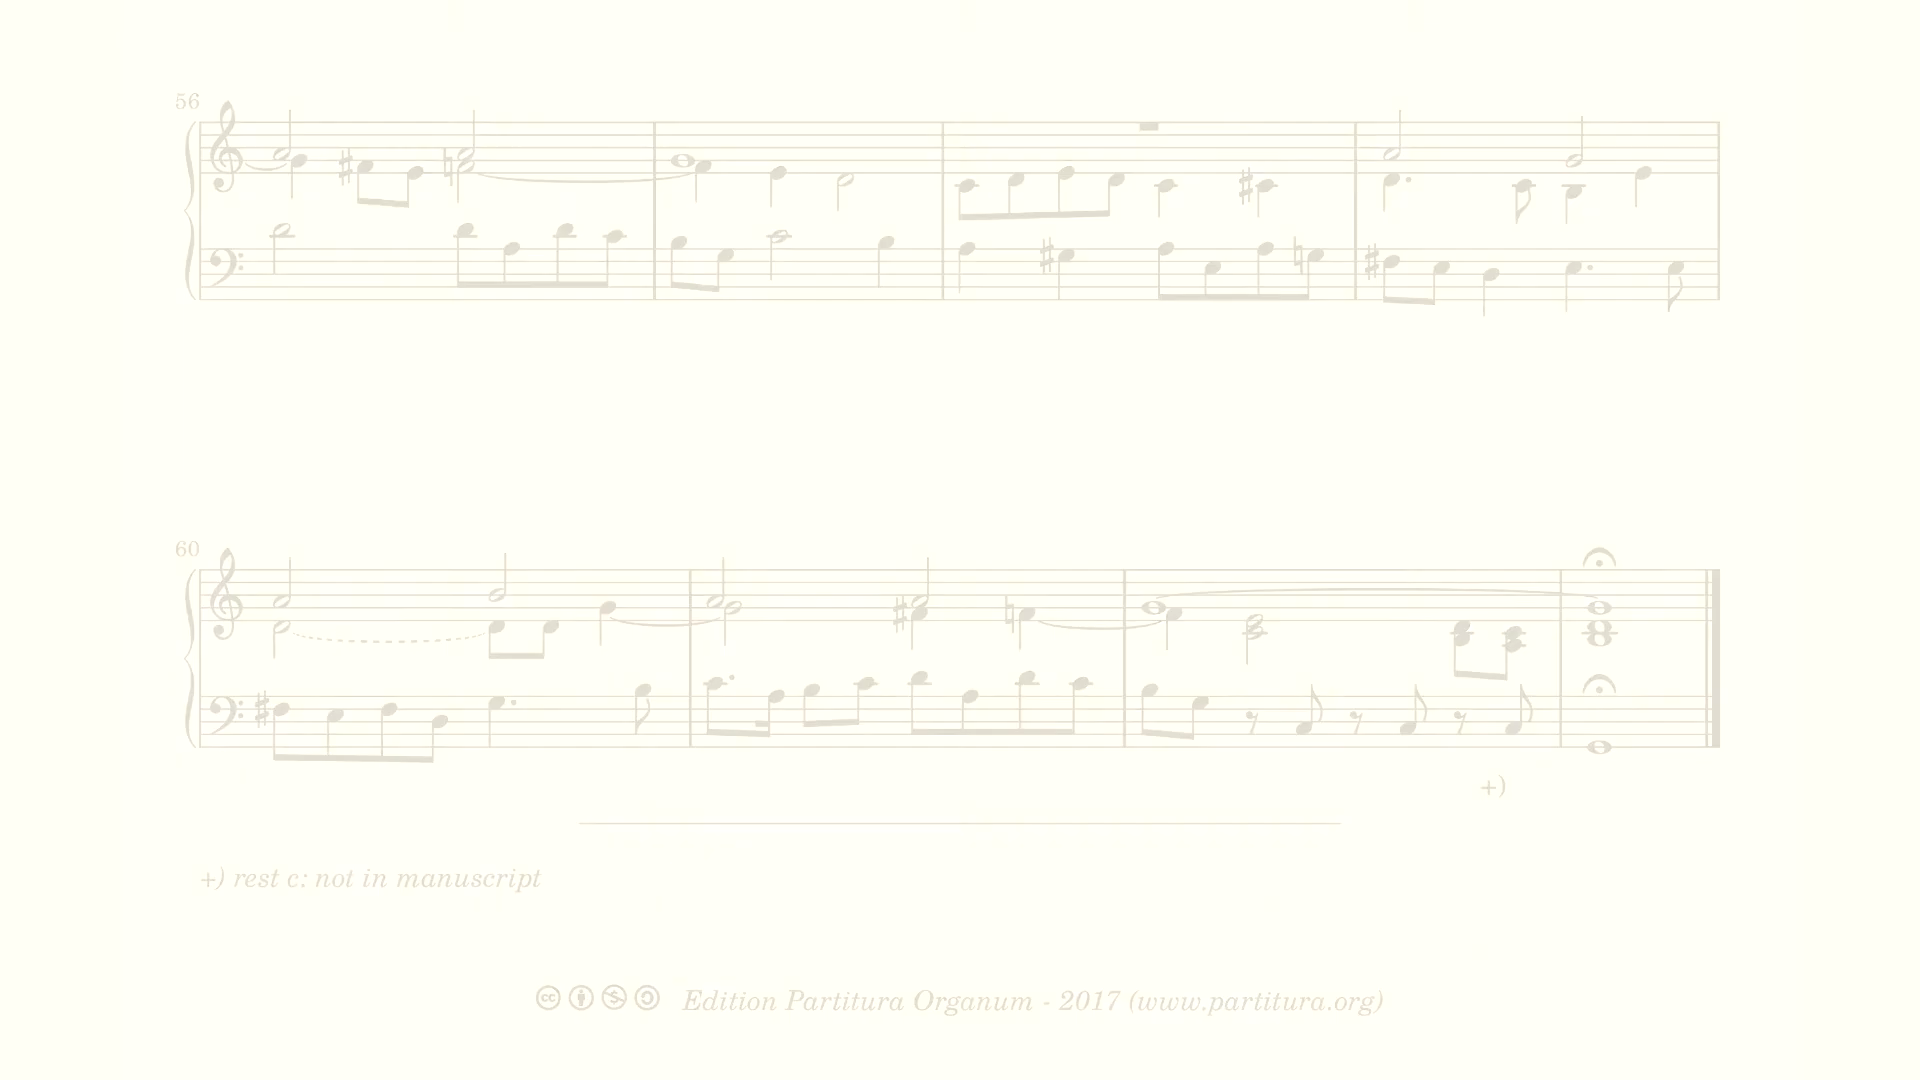 56
60
+)
+) rest c: not in manuscript
Edition Partitura Organum - 2017 (www.partitura.org)